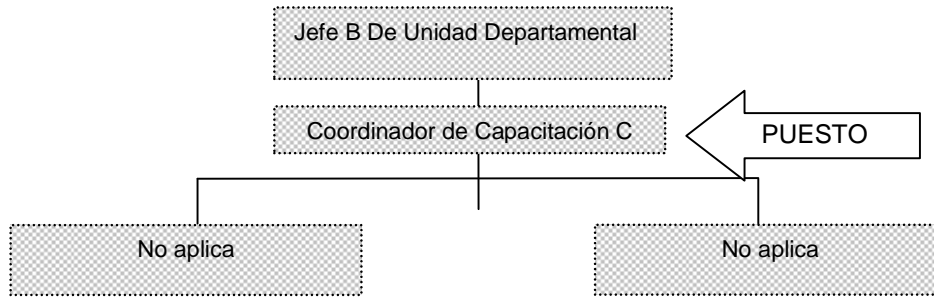 Jefe B De Unidad Departamental
Coordinador de Capacitación C
PUESTO
No aplica
No aplica